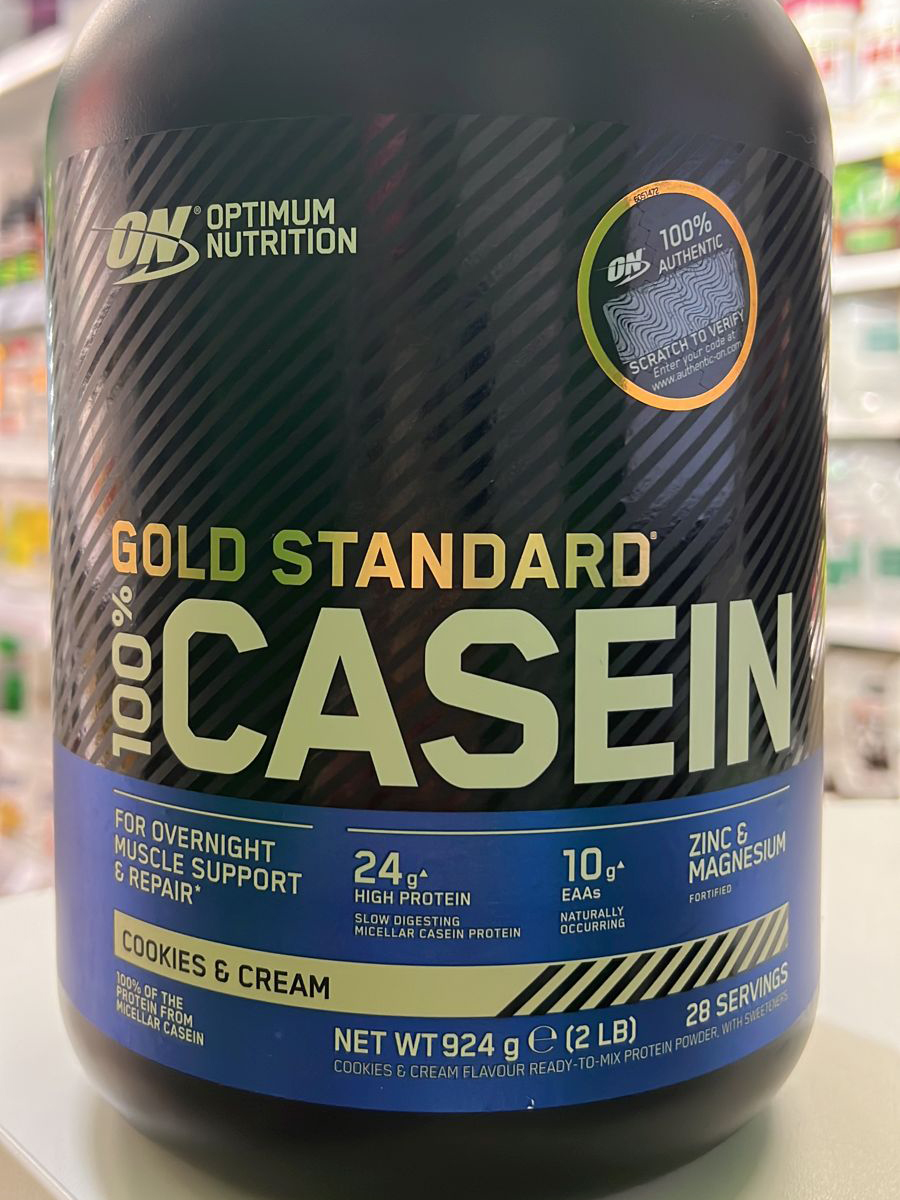 ON® OPTIMUM
NUTRITION
ON 100%
AUTHENTIC
SCRATCH TO VERIFY
Enter your code at
www.authentic-on.com
GOLD STANDARD®
100% CASEIN
FOR OVERNIGHT
MUSCLE SUPPORT
& REPAIR*
24g▲
HIGH PROTEIN
SLOW DIGESTING
MICELLAR CASEIN PROTEIN
10g▲
EAAs
NATURALLY
OCCURRING
ZINC &
MAGNESIUM
FORTIFIED
COOKIES & CREAM
100% OF THE
PROTEIN FROM
MICELLAR CASEIN
28 SERVINGS
NET WT 924 g ℮ (2 LB)
COOKIES & CREAM FLAVOUR READY-TO-MIX PROTEIN POWDER, WITH SWEETENERS